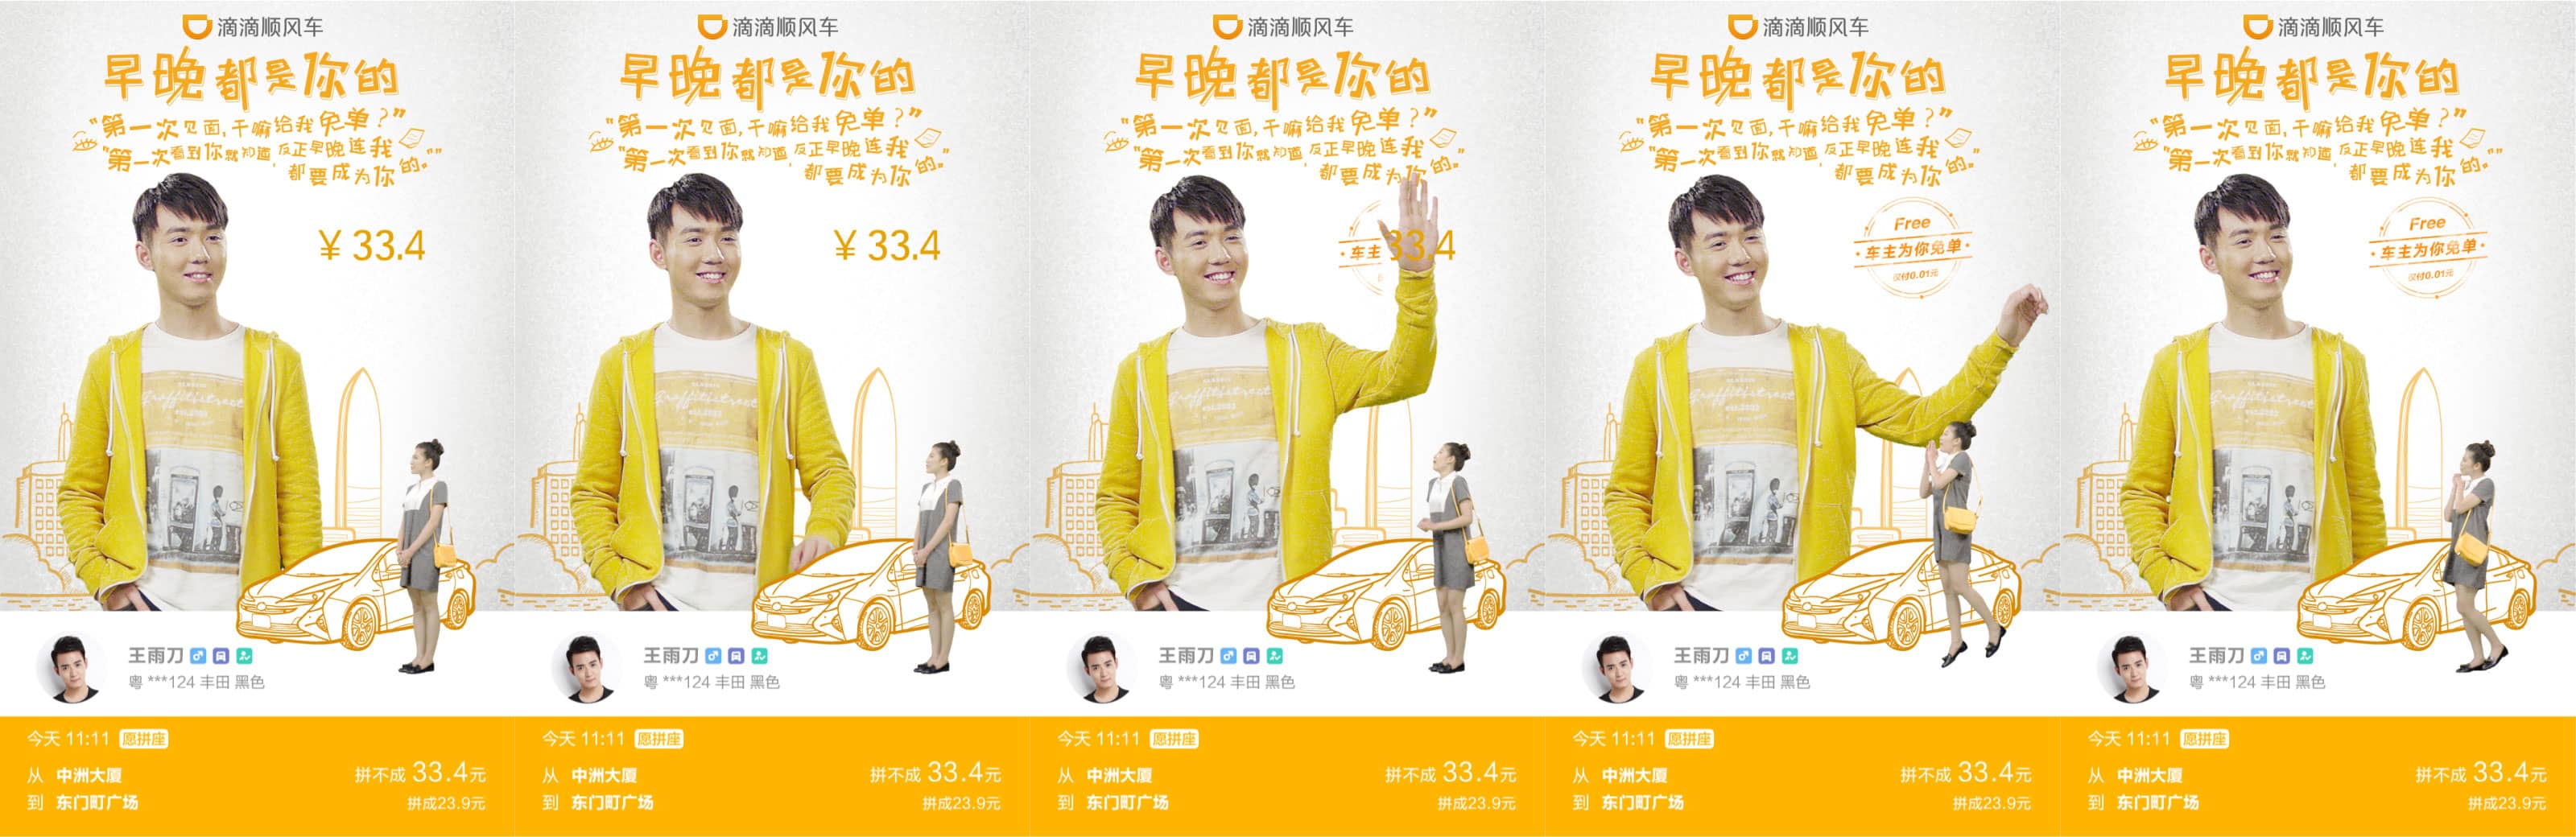 滴滴顺风车
早晚都是你的
“第一次见面,干嘛给我免单?”
“第一次看到你就知道,反正早晚连我
都要成为你的。””
¥ 33.4
CLASSIC
Graffitistreet
王雨刀
粤 ***124 丰田 黑色
今天 11:11 愿拼座
从 中洲大厦 拼不成 33.4元
到 东门町广场 拼成23.9元
滴滴顺风车
早晚都是你的
“第一次见面,干嘛给我免单?”
“第一次看到你就知道,反正早晚连我
都要成为你的。”
¥ 33.4
Graffitistreet
王雨刀
粤 ***124 丰田 黑色
今天 11:11 愿拼座
从 中洲大厦 拼不成 33.4元
到 东门町广场 拼成23.9元
滴滴顺风车
早晚都是你的
“第一次见面,干嘛给我免单?”
“第一次看到你就知道,反正早晚连我
都要成为你的。”
·车主 33.4
Graffitistreet
王雨刀
粤 ***124 丰田 黑色
今天 11:11 愿拼座
从 中洲大厦 拼不成 33.4元
到 东门町广场 拼成23.9元
滴滴顺风车
早晚都是你的
“第一次见面,干嘛给我免单?”
“第一次看到你就知道,反正早晚连我
都要成为你的。”
Free
·车主为你免单·
仅付0.01元
Graffitistreet
王雨刀
粤 ***124 丰田 黑色
今天 11:11 愿拼座
从 中洲大厦 拼不成 33.4元
到 东门町广场 拼成23.9元
滴滴顺风车
早晚都是你的
“第一次见面,干嘛给我免单?”
“第一次看到你就知道,反正早晚连我
都要成为你的。””
Free
·车主为你免单·
仅付0.01元
Graffitistreet
王雨刀
粤 ***124 丰田 黑色
今天 11:11 愿拼座
从 中洲大厦 拼不成 33.4元
到 东门町广场 拼成23.9元